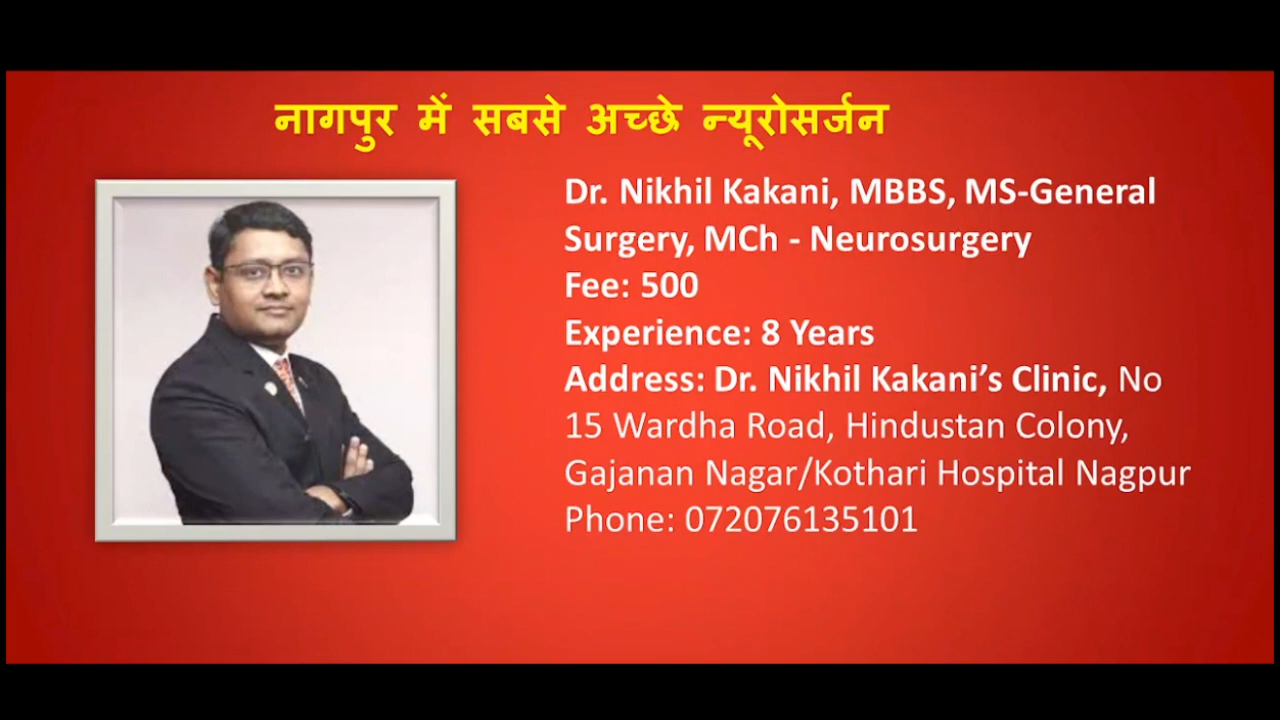 नागपुर में सबसे अच्छे न्यूरोसर्जन
Dr. Nikhil Kakani, MBBS, MS-General
Surgery, MCh - Neurosurgery
Fee: 500
Experience: 8 Years
Address: Dr. Nikhil Kakani’s Clinic, No
15 Wardha Road, Hindustan Colony,
Gajanan Nagar/Kothari Hospital Nagpur
Phone: 072076135101